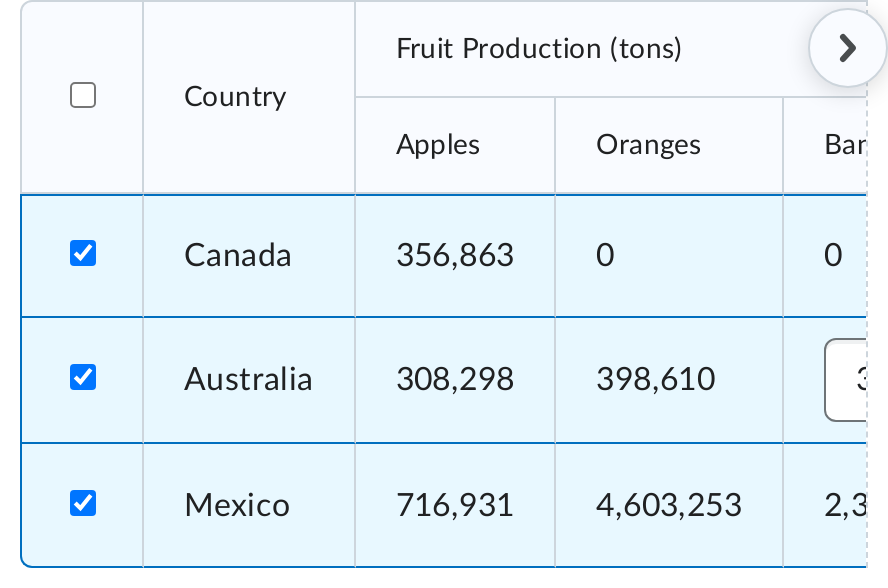 Fruit Production (tons)
Country
Apples Oranges
Canada 356,863 0 0
Australia 308,298 398,610
Mexico 716,931 4,603,253